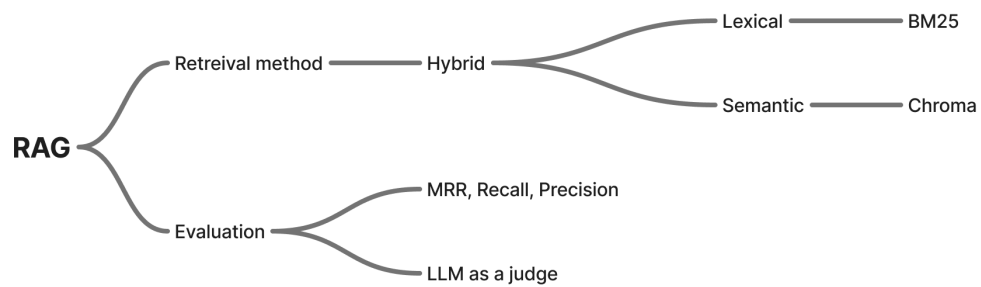 RAG
Retreival method
Hybrid
Lexical
BM25
Semantic
Chroma
Evaluation
MRR, Recall, Precision
LLM as a judge